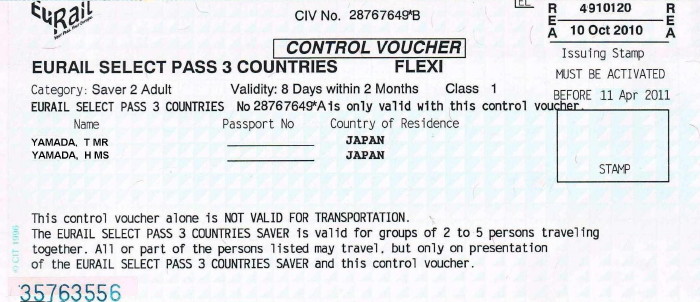 EURail
CIV No. 28767649*B
R 4910120 R
E E
A 10 Oct 2010 A
CONTROL VOUCHER
Issuing Stamp
EURAIL SELECT PASS 3 COUNTRIES FLEXI
MUST BE ACTIVATED
Category: Saver 2 Adult Validity: 8 Days within 2 Months Class 1
BEFORE 11 Apr 2011
EURAIL SELECT PASS 3 COUNTRIES No 28767649*A is only valid with this control voucher.
Name Passport No Country of Residence
YAMADA, T MR JAPAN
YAMADA, H MS JAPAN
STAMP
This control voucher alone is NOT VALID FOR TRANSPORTATION.
The EURAIL SELECT PASS 3 COUNTRIES SAVER is valid for groups of 2 to 5 persons traveling
together. All or part of the persons listed may travel, but only on presentation
of the EURAIL SELECT PASS 3 COUNTRIES SAVER and this control voucher.
© CIT 1996
35763556